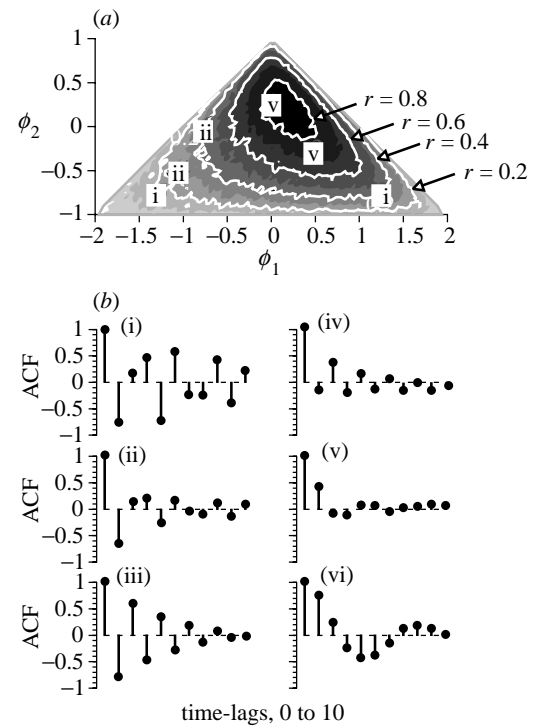 (a)
1.0
0.5
0
−0.5
−1
ϕ2
v
ii
v
ii
i
i
r = 0.8
r = 0.6
r = 0.4
r = 0.2
−2 −1.5 −1 −0.5 0 0.5 1 1.5 2
ϕ1
(b)
(i)
1
0.5
0
−0.5
−1
ACF
(iv)
(ii)
1
0.5
0
−0.5
−1
ACF
(v)
(iii)
1
0.5
0
−0.5
−1
ACF
(vi)
time-lags, 0 to 10